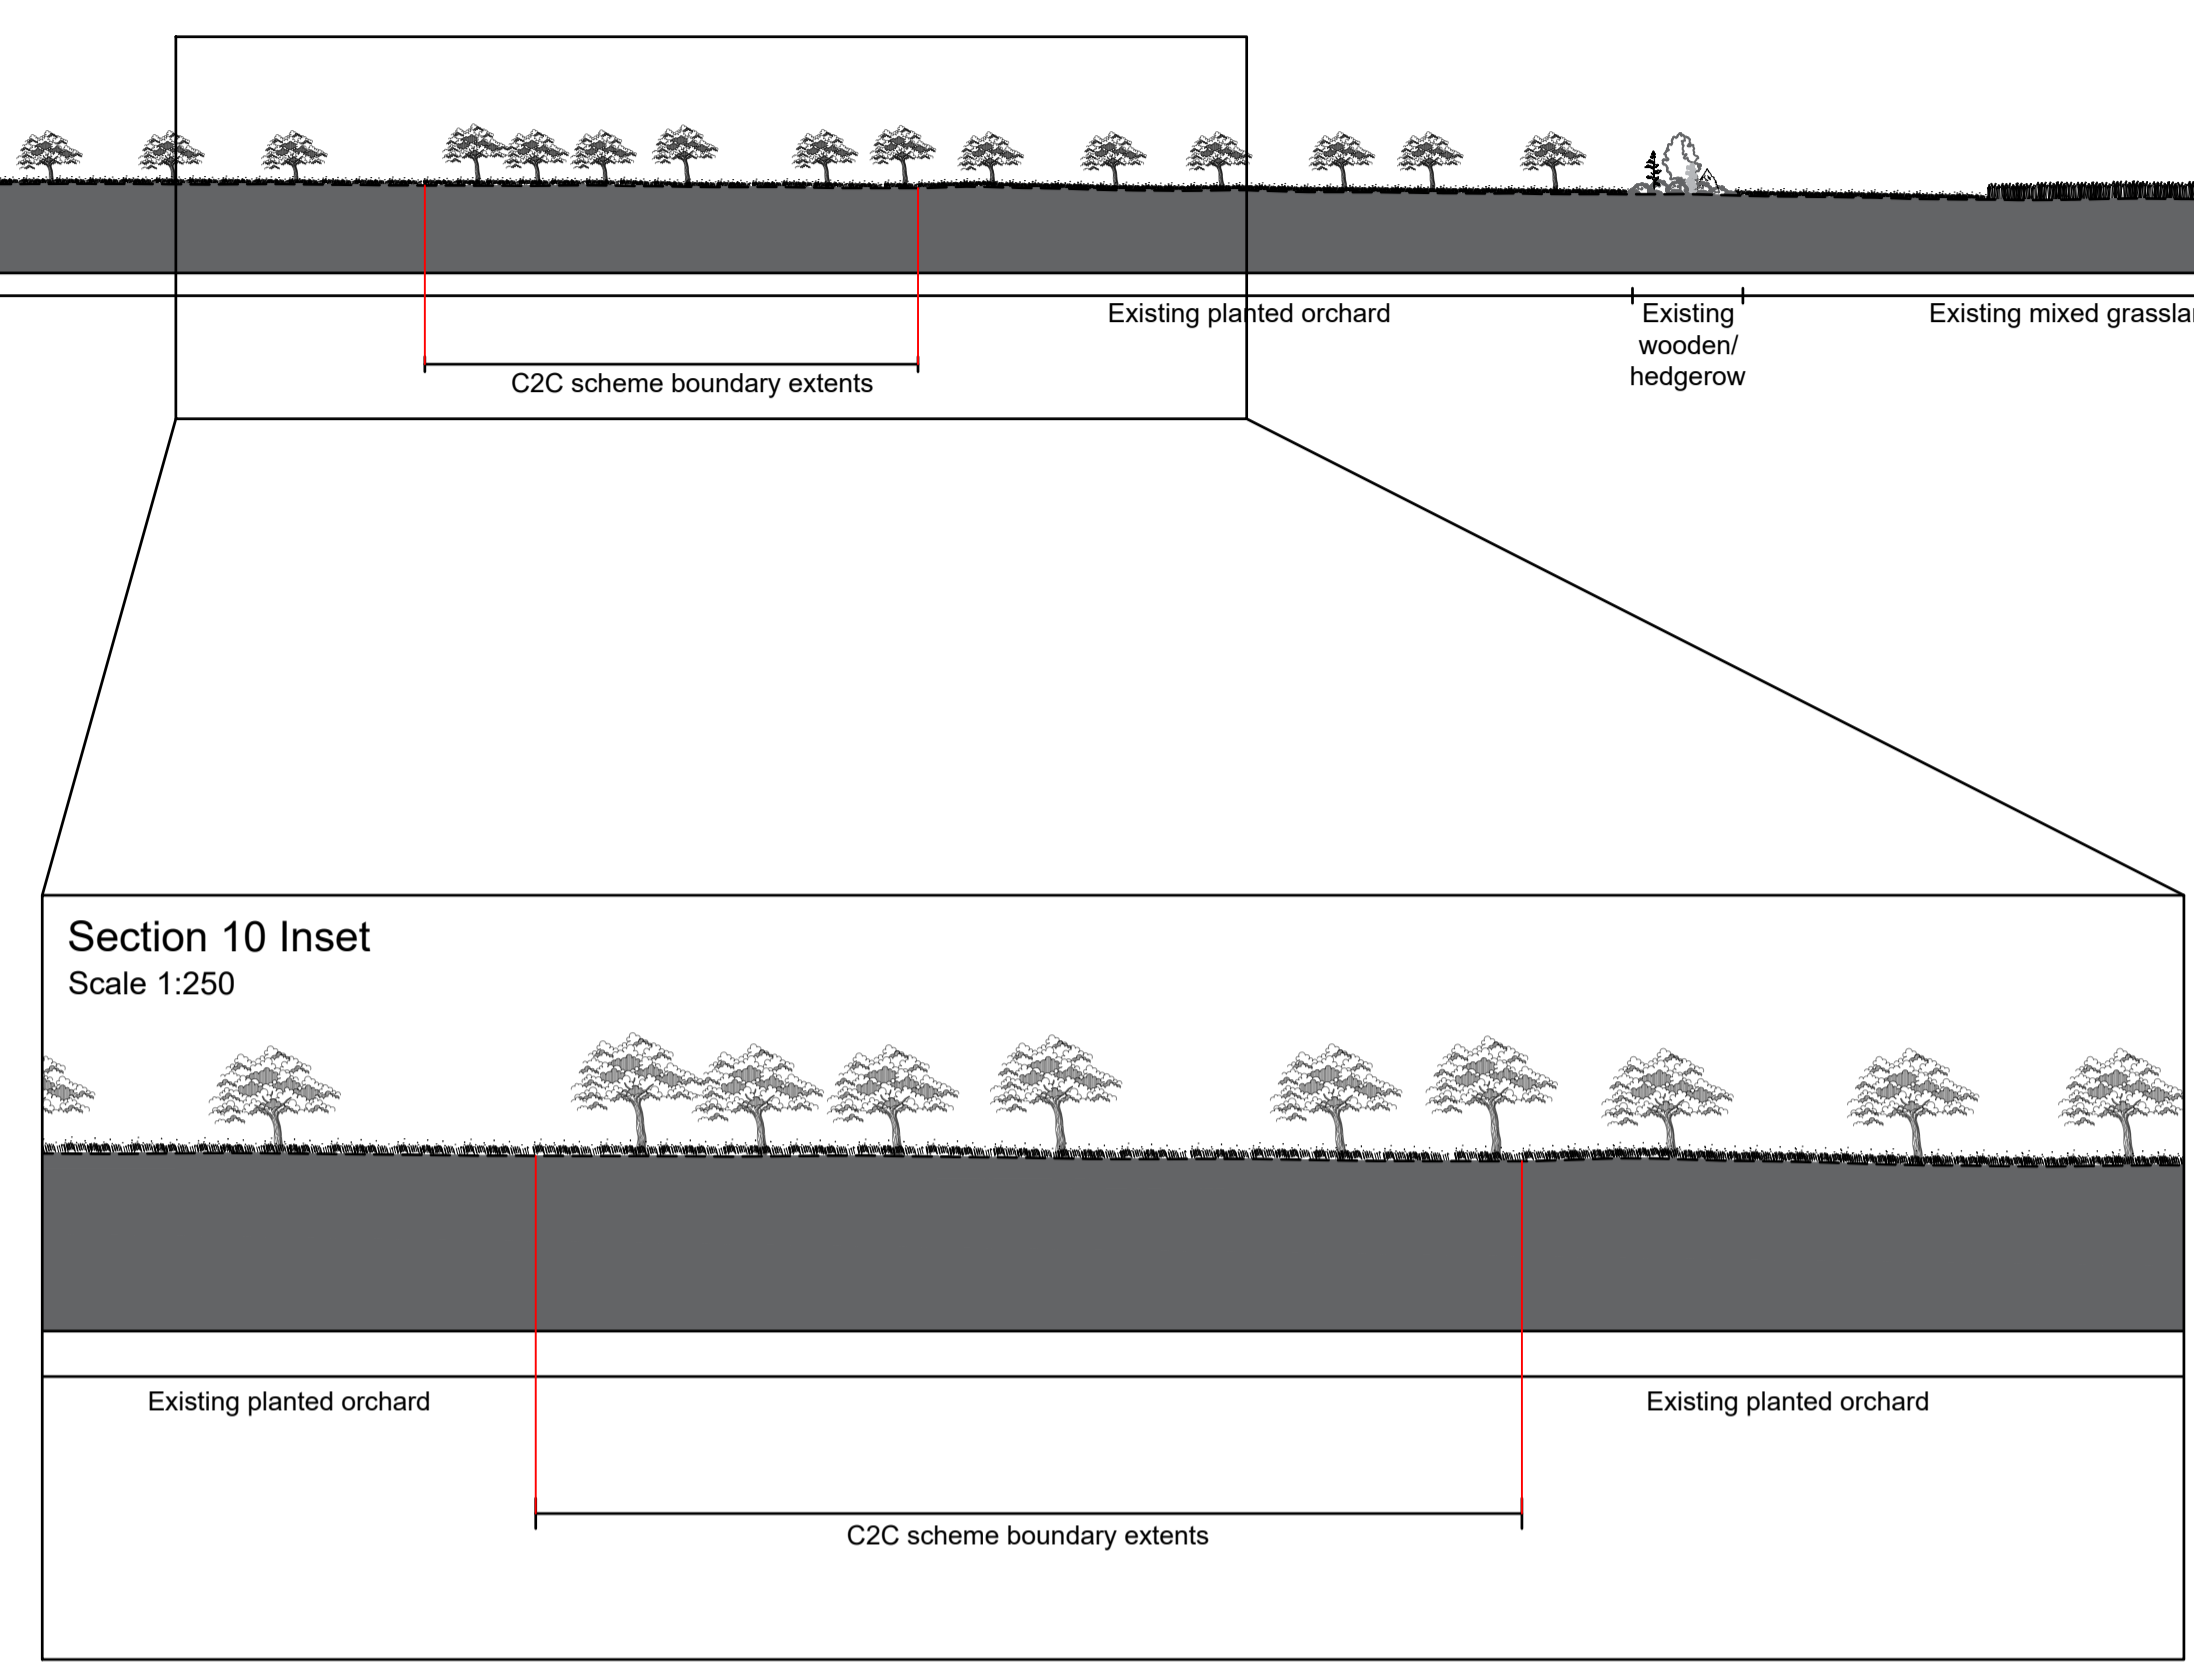 Existing planted orchard
Existing
wooden/
hedgerow
Existing mixed
C2C scheme boundary extents
Section 10 Inset
Scale 1:250
Existing planted orchard
Existing planted orchard
C2C scheme boundary extents